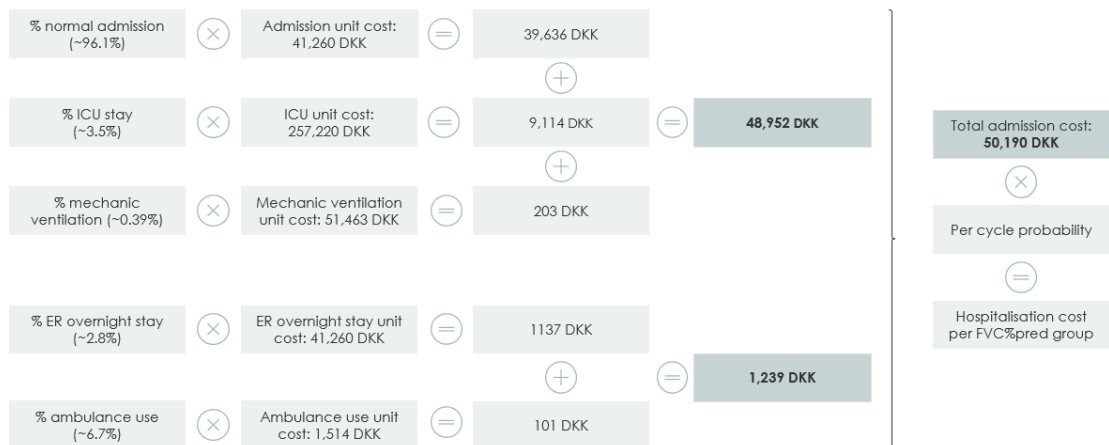 % normal admission
(~96.1%)
×
Admission unit cost:
41,260 DKK
=
39,636 DKK
+
% ICU stay
(~3.5%)
×
ICU unit cost:
257,220 DKK
=
9,114 DKK
=
48,952 DKK
+
% mechanic
ventilation (~0.39%)
×
Mechanic ventilation
unit cost: 51,463 DKK
=
203 DKK
% ER overnight stay
(~2.8%)
×
ER overnight stay unit
cost: 41,260 DKK
=
1137 DKK
+
=
1,239 DKK
% ambulance use
(~6.7%)
×
Ambulance use unit
cost: 1,514 DKK
=
101 DKK
Total admission cost:
50,190 DKK
×
Per cycle probability
=
Hospitalisation cost
per FVC%pred group